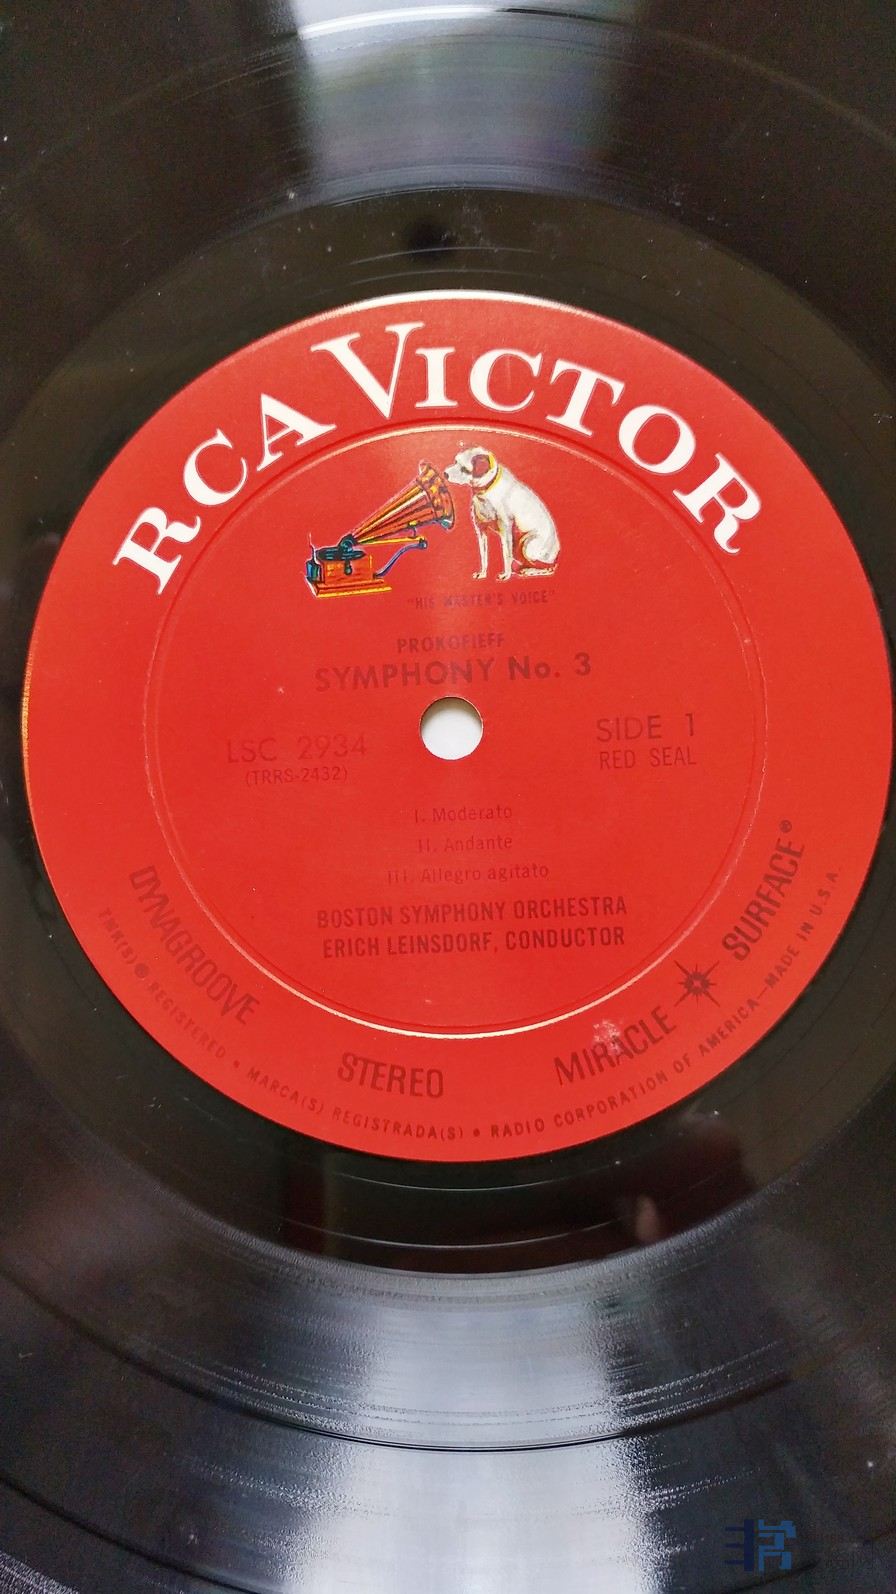 RCA VICTOR
"HIS MASTER'S VOICE"
PROKOFIEFF
SYMPHONY No. 3
LSC 2934
(TRRS-2432)
SIDE 1
RED SEAL
I. Moderato
II. Andante
III. Allegro agitato
BOSTON SYMPHONY ORCHESTRA
ERICH LEINSDORF, CONDUCTOR
DYNAGROOVE
STEREO
MIRACLE SURFACE®
TMK(S) ® REGISTERED • MARCA(S) REGISTRADA(S) • RADIO CORPORATION OF AMERICA—MADE IN U.S.A.